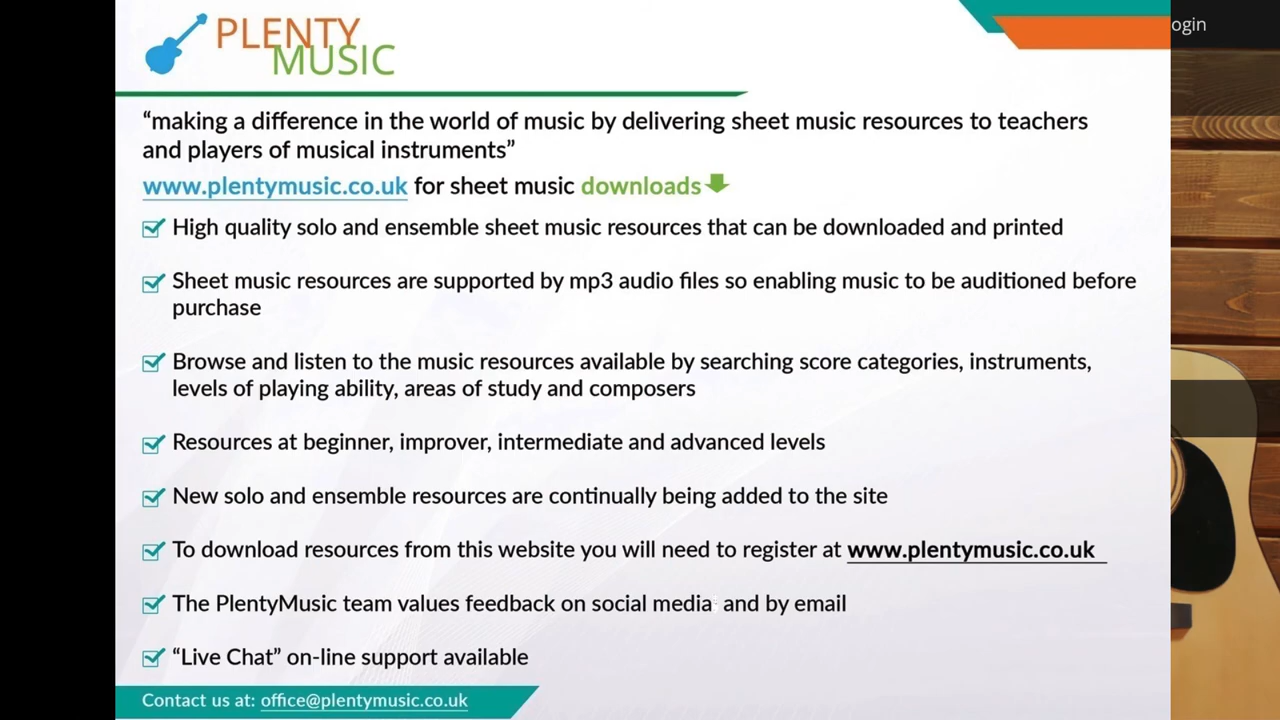 PLENTY
MUSIC
ogin
“making a difference in the world of music by delivering sheet music resources to teachers
and players of musical instruments”
www.plentymusic.co.uk for sheet music downloads
High quality solo and ensemble sheet music resources that can be downloaded and printed
Sheet music resources are supported by mp3 audio files so enabling music to be auditioned before
purchase
Browse and listen to the music resources available by searching score categories, instruments,
levels of playing ability, areas of study and composers
Resources at beginner, improver, intermediate and advanced levels
New solo and ensemble resources are continually being added to the site
To download resources from this website you will need to register at www.plentymusic.co.uk
The PlentyMusic team values feedback on social media and by email
“Live Chat” on-line support available
Contact us at: office@plentymusic.co.uk